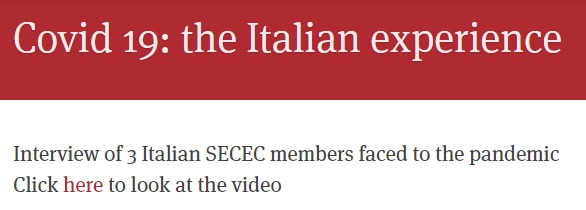 Covid 19: the Italian experience
Interview of 3 Italian SECEC members faced to the pandemic
Click here to look at the video